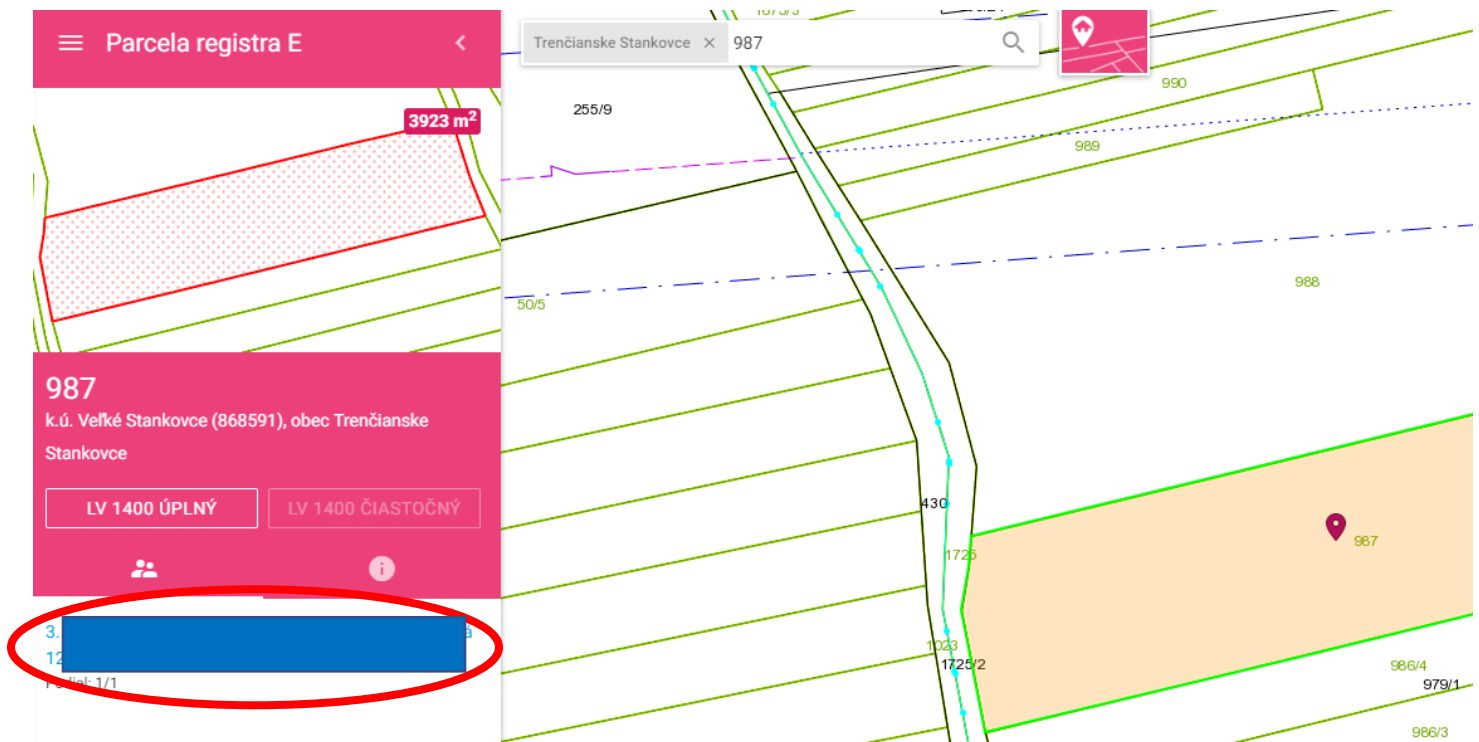 Parcela registra E
3923 m²
987
k.ú. Veľké Stankovce (868591), obec Trenčianske
Stankovce
LV 1400 ÚPLNÝ
LV 1400 ČIASTOČNÝ
3.
12
1/1
Trenčianske Stankovce × 987
255/9
990
989
988
50/5
430
1725
987
1023
1725/2
986/4
979/1
986/3